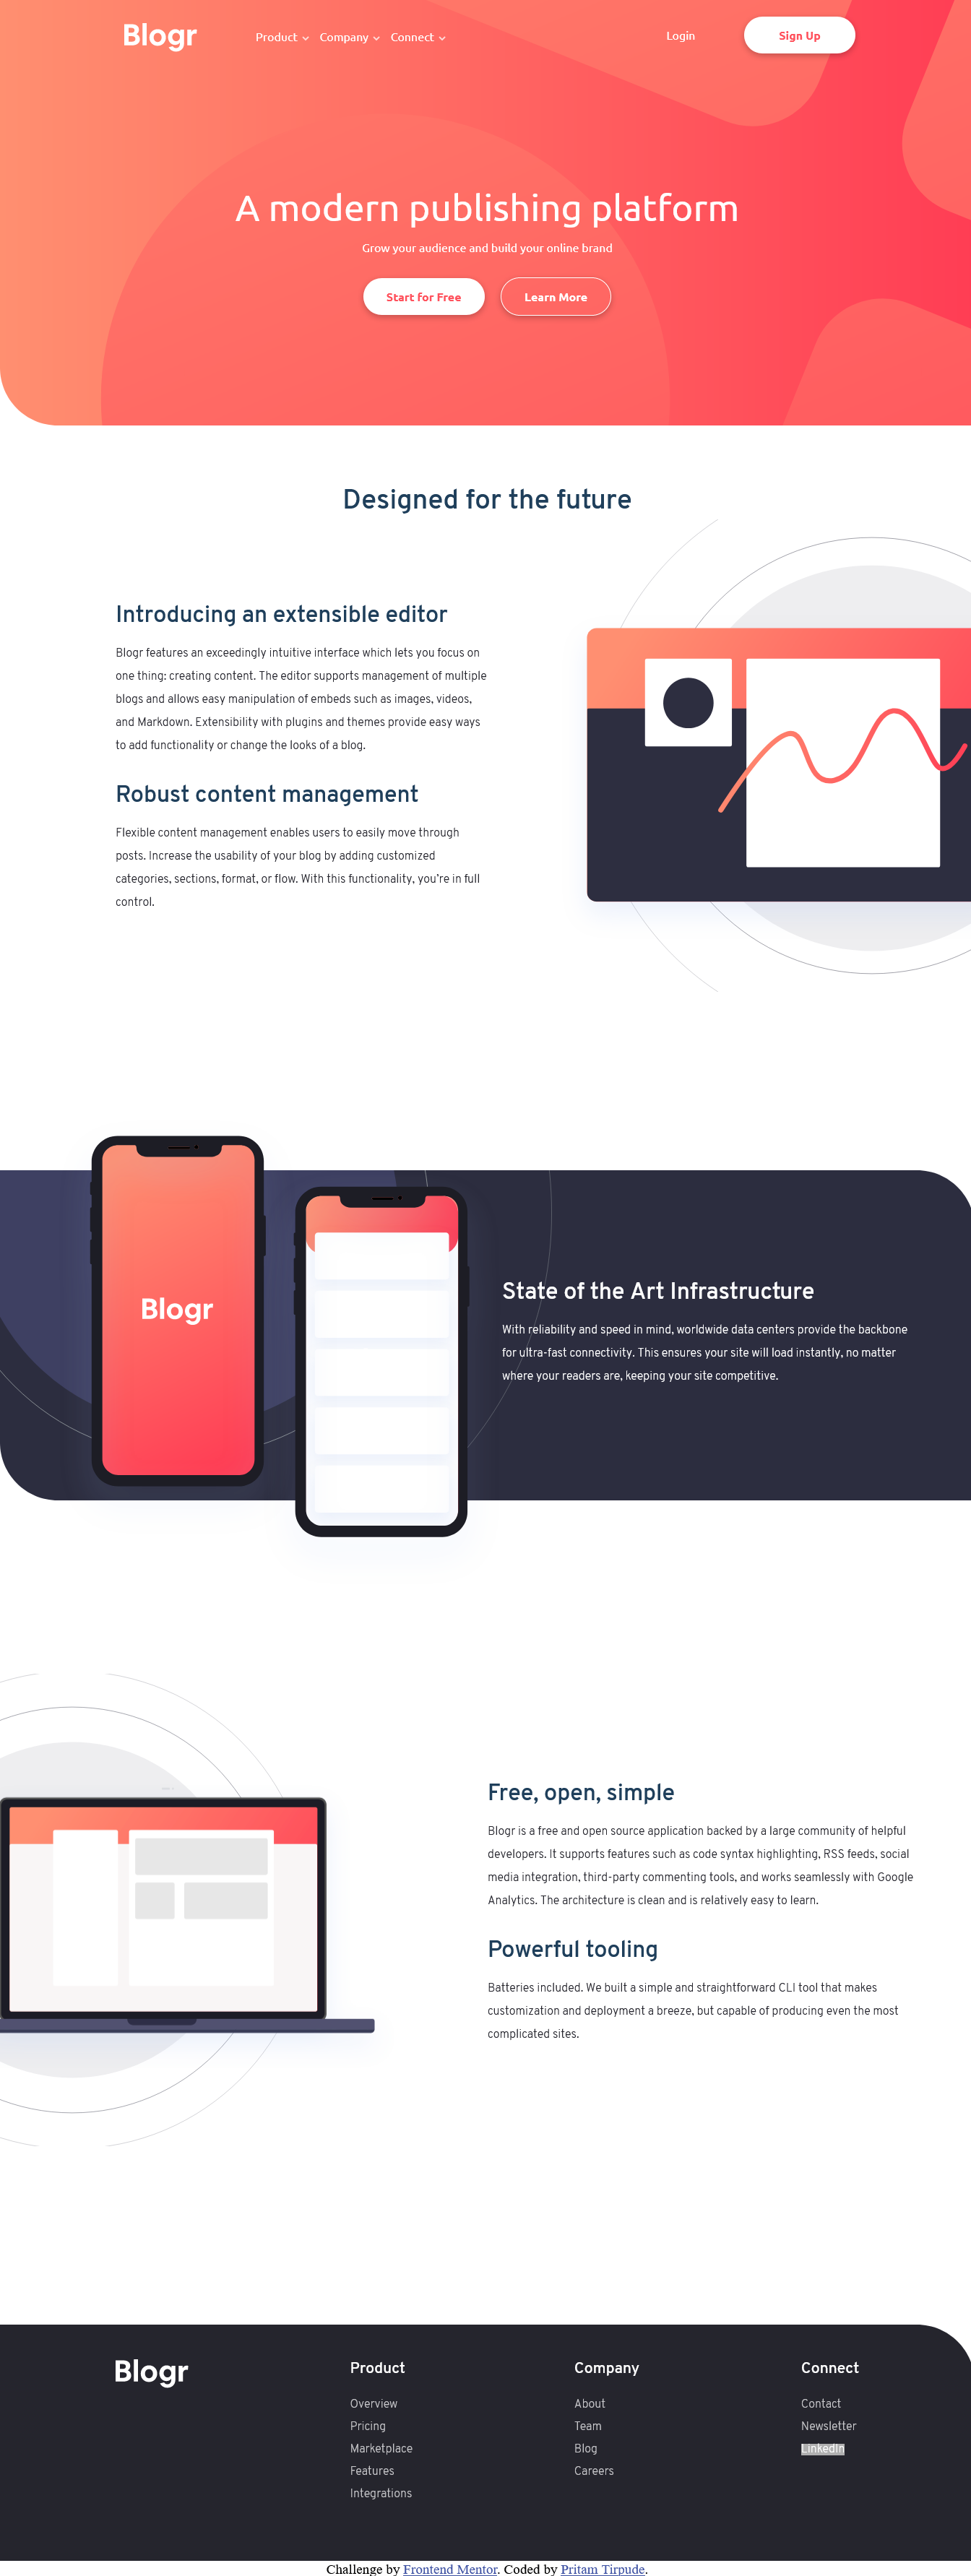 Blogr
Product
Company
Connect
Login
Sign Up
A modern publishing platform
Grow your audience and build your online brand
Start for Free
Learn More
Designed for the future
Introducing an extensible editor
Blogr features an exceedingly intuitive interface which lets you focus on
one thing: creating content. The editor supports management of multiple
blogs and allows easy manipulation of embeds such as images, videos,
and Markdown. Extensibility with plugins and themes provide easy ways
to add functionality or change the looks of a blog.
Robust content management
Flexible content management enables users to easily move through
posts. Increase the usability of your blog by adding customized
categories, sections, format, or flow. With this functionality, you're in full
control.
Blogr
State of the Art Infrastructure
With reliability and speed in mind, worldwide data centers provide the backbone
for ultra-fast connectivity. This ensures your site will load instantly, no matter
where your readers are, keeping your site competitive.
Free, open, simple
Blogr is a free and open source application backed by a large community of helpful
developers. It supports features such as code syntax highlighting, RSS feeds, social
media integration, third-party commenting tools, and works seamlessly with Google
Analytics. The architecture is clean and is relatively easy to learn.
Powerful tooling
Batteries included. We built a simple and straightforward CLI tool that makes
customization and deployment a breeze, but capable of producing even the most
complicated sites.
Blogr
Product
Overview
Pricing
Marketplace
Features
Integrations
Company
About
Team
Blog
Careers
Connect
Contact
Newsletter
LinkedIn
Challenge by Frontend Mentor. Coded by Pritam Tirpude.